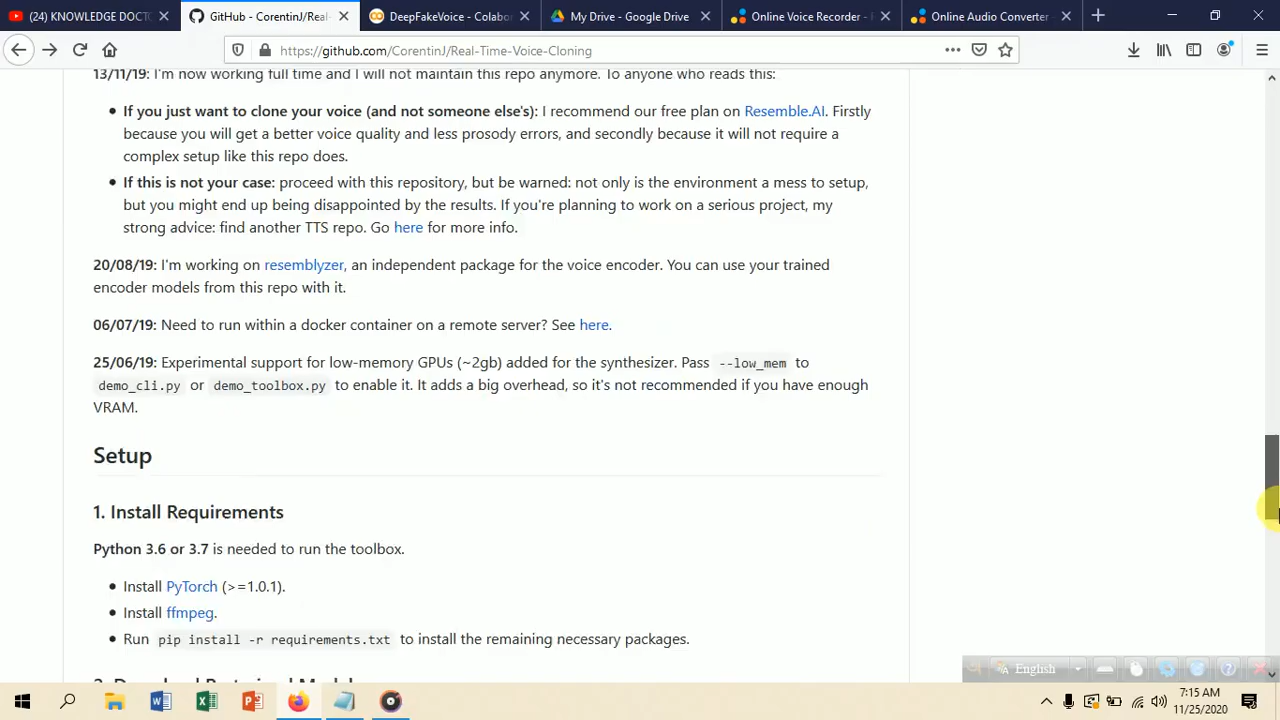 (24) KNOWLEDGE DOCT
GitHub - CorentinJ/Real-
DeepFakeVoice - Colabor
My Drive - Google Drive
Online Voice Recorder -
Online Audio Converter -
https://github.com/CorentinJ/Real-Time-Voice-Cloning
13/11/19: I'm now working full time and I will not maintain this repo anymore. To anyone who reads this:
If you just want to clone your voice (and not someone else's): I recommend our free plan on Resemble.AI. Firstly
because you will get a better voice quality and less prosody errors, and secondly because it will not require a
complex setup like this repo does.
If this is not your case: proceed with this repository, but be warned: not only is the environment a mess to setup,
but you might end up being disappointed by the results. If you're planning to work on a serious project, my
strong advice: find another TTS repo. Go here for more info.
20/08/19: I'm working on resemblyzer, an independent package for the voice encoder. You can use your trained
encoder models from this repo with it.
06/07/19: Need to run within a docker container on a remote server? See here.
25/06/19: Experimental support for low-memory GPUs (~2gb) added for the synthesizer. Pass --low_mem to
demo_cli.py or demo_toolbox.py to enable it. It adds a big overhead, so it's not recommended if you have enough
VRAM.
Setup
1. Install Requirements
Python 3.6 or 3.7 is needed to run the toolbox.
Install PyTorch (>=1.0.1).
Install ffmpeg.
Run pip install -r requirements.txt to install the remaining necessary packages.
English
7:15 AM
11/25/2020